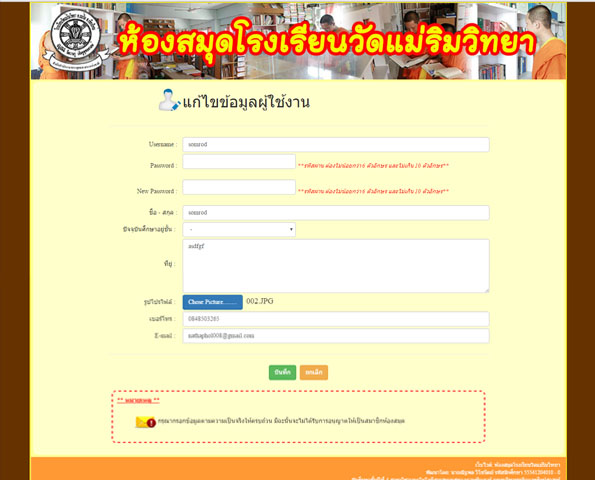 ห้องสมุดโรงเรียนวัดแม่ริมวิทยา
แก้ไขข้อมูลผู้ใช้งาน
Username : somrod
Password : **รหัสผ่าน ต้องไม่น้อยกว่า 6 ตัวอักษร และไม่เกิน 16 ตัวอักษร**
New Password : **รหัสผ่าน ต้องไม่น้อยกว่า 6 ตัวอักษร และไม่เกิน 16 ตัวอักษร**
ชื่อ - สกุล : somrod
ปัจจุบันศึกษาอยู่ชั้น : -
ที่อยู่ : asdfgf
รูปโปรไฟล์ : 002.JPG
เบอร์โทร :
E-mail :
บันทึก ยกเลิก
** หมายเหตุ **
กรุณากรอกข้อมูลตามความเป็นจริงให้ครบถ้วน มิฉะนั้นจะไม่ได้รับการอนุญาตให้เป็นสมาชิกห้องสมุด